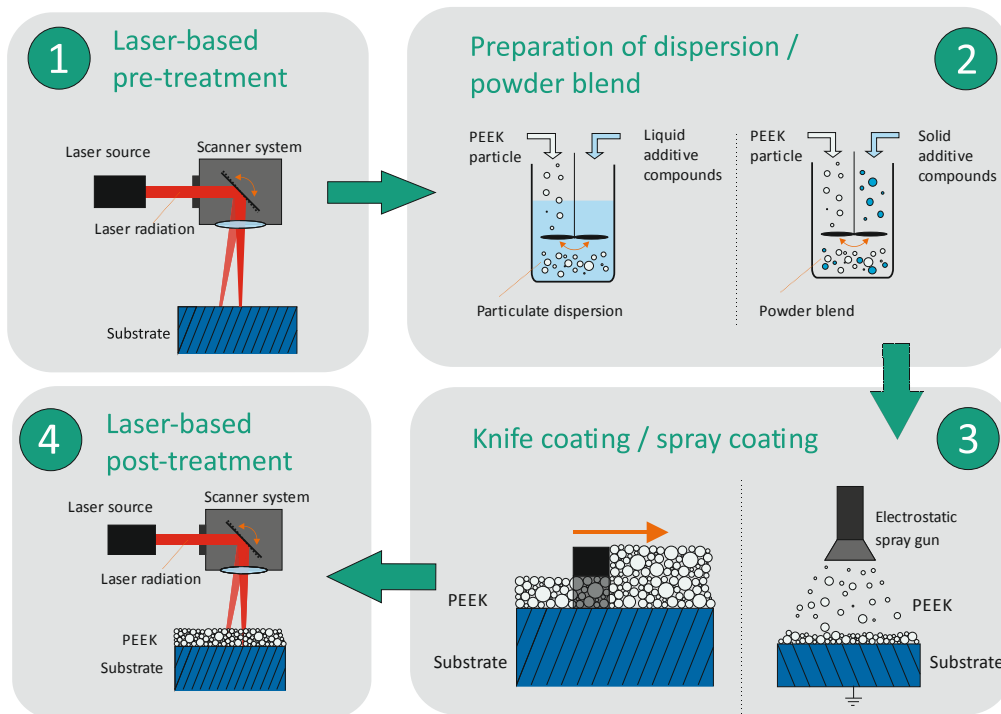 1
Laser-based
pre-treatment
Scanner system
Laser source
Laser radiation
Substrate
Preparation of dispersion /
powder blend
2
PEEK
particle
Liquid
additive
compounds
Particulate dispersion
PEEK
particle
Solid
additive
compounds
Powder blend
Knife coating / spray coating
3
PEEK
Substrate
Electrostatic
spray gun
PEEK
Substrate
4
Laser-based
post-treatment
Scanner system
Laser source
Laser radiation
PEEK
Substrate